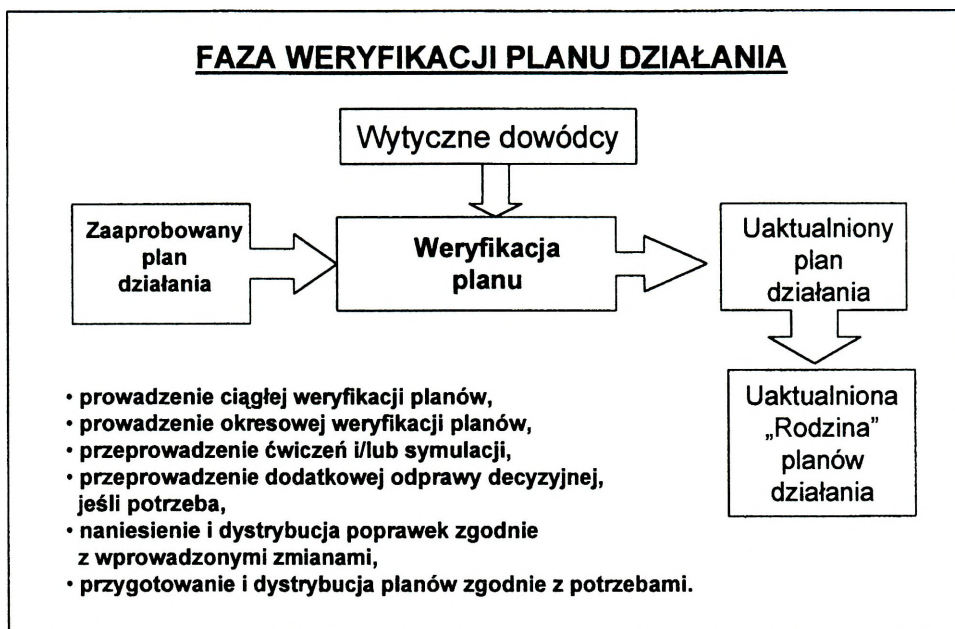 FAZA WERYFIKACJI PLANU DZIAŁANIA
Wytyczne dowódcy
Zaaprobowany
plan
działania
Weryfikacja
planu
Uaktualniony
plan
działania
Uaktualniona
„Rodzina”
planów
działania
• prowadzenie ciągłej weryfikacji planów,
• prowadzenie okresowej weryfikacji planów,
• przeprowadzenie ćwiczeń i/lub symulacji,
• przeprowadzenie dodatkowej odprawy decyzyjnej,
jeśli potrzeba,
• naniesienie i dystrybucja poprawek zgodnie
z wprowadzonymi zmianami,
• przygotowanie i dystrybucja planów zgodnie z potrzebami.